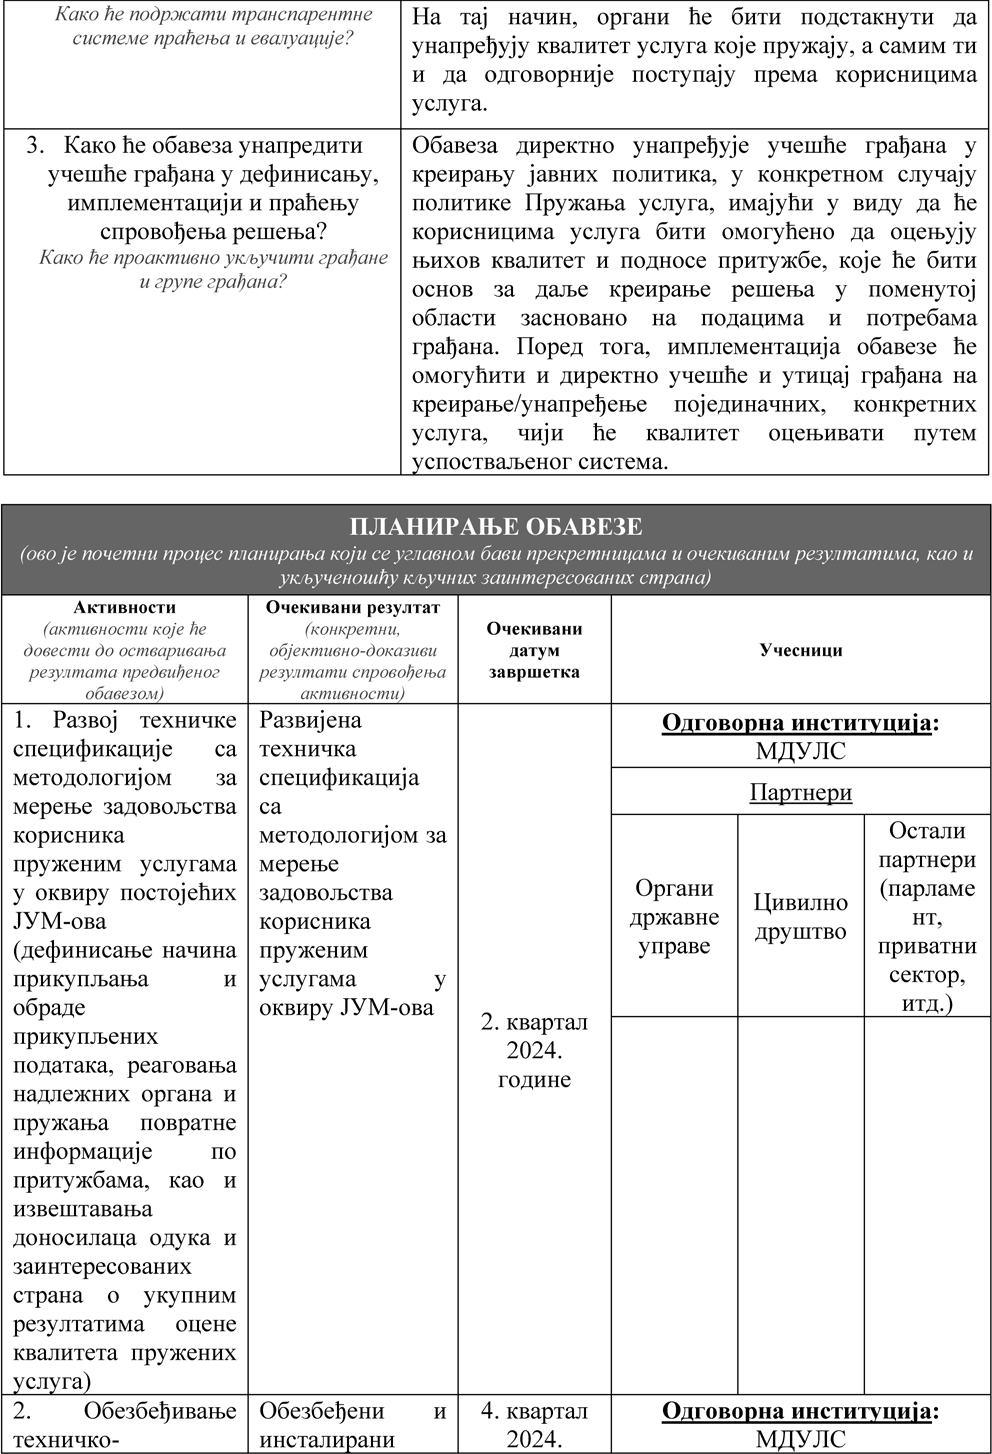 Како ће подржати транспарентне
системе праћења и евалуације?
На тај начин, органи ће бити подстакнути да
унапређују квалитет услуга које пружају, а самим ти
и да одговорније поступају према корисницима
услуга.
3. Како ће обавеза унапредити
учешће грађана у дефинисању,
имплементацији и праћењу
спровођења решења?
Како ће проактивно укључити грађане
и групе грађана?
Обавеза директно унапређује учешће грађана у
креирању јавних политика, у конкретном случају
политике Пружања услуга, имајући у виду да ће
корисницима услуга бити омогућено да оцењују
њихов квалитет и подносе притужбе, које ће бити
основ за даље креирање решења у поменутој
области засновано на подацима и потребама
грађана. Поред тога, имплементација обавезе ће
омогућити и директно учешће и утицај грађана на
креирање/унапређење појединачних, конкретних
услуга, чији ће квалитет оцењивати путем
успостваљеног система.
ПЛАНИРАЊЕ ОБАВЕЗЕ
(ово је почетни процес планирања који се углавном бави прекретницама и очекиваним резултатима, као и
укљученошћу кључних заинтересованих страна)
Активности
(активности које ће
довести до остваривања
резултата предвиђеног
обавезом)
Очекивани резултат
(конкретни,
објективно-доказиви
резултати спровођења
активности)
Очекивани
датум
завршетка
Учесници
1. Развој техничке
спецификације са
методологијом за
мерење задовољства
корисника
пруженим услугама
у оквиру постојећих
ЈУМ-ова
(дефинисање начина
прикупљања и
обраде
прикупљених
података, реаговања
надлежних органа и
пружања повратне
информације по
притужбама, као и
извештавања
доносилаца одука и
заинтересованих
страна о укупним
резултатима оцене
квалитета пружених
услуга)
Развијена
техничка
спецификација
са
методологијом за
мерење
задовољства
корисника
пруженим
услугама у
оквиру ЈУМ-ова
2. квартал
2024.
године
Одговорна институција:
МДУЛС
Партнери
Органи
државне
управе
Цивилно
друштво
Остали
партнери
(парламе
нт,
приватни
сектор,
итд.)
2. Обезбеђивање
техничко-
Обезбеђени и
инсталирани
4. квартал
2024.
Одговорна институција:
МДУЛС